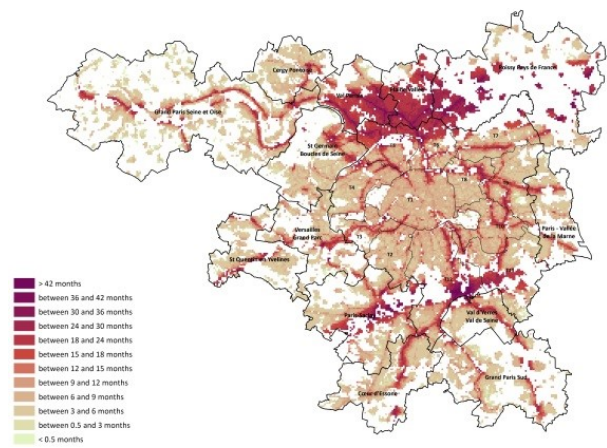 Cergy Pontoise
Roissy Pays de France
Val Parisis
Plaine Vallée
Grand Paris Seine et Oise
St Germain
Boucles de Seine
T7
T8
T5
Versailles
Grand Parc
T3
T2
Paris - Vallée
de la Marne
St Quentin en Yvelines
Paris-Saclay
Val d'Yerres
Val de Seine
Cœur d'Essonne
Grand Paris Sud
> 42 months
between 36 and 42 months
between 30 and 36 months
between 24 and 30 months
between 18 and 24 months
between 15 and 18 months
between 12 and 15 months
between 9 and 12 months
between 6 and 9 months
between 3 and 6 months
between 0.5 and 3 months
< 0.5 months